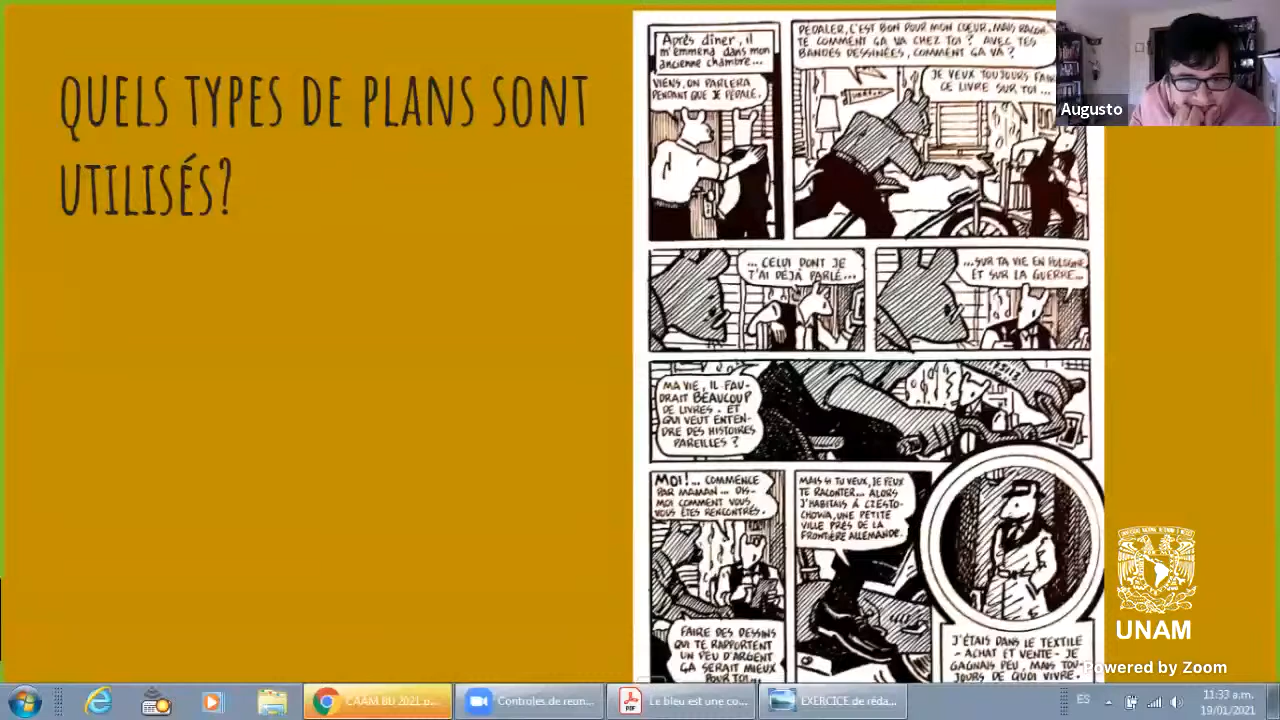 QUELS TYPES DE PLANS SONT
UTILISÉS?
Après dîner, il
m'emmena dans mon
ancienne chambre...
VIENS, ON PARLERA
PENDANT QUE JE PÉDALE.
PÉDALER, C'EST BON POUR MON COEUR, MAIS RACON-
TE COMMENT ÇA VA CHEZ TOI? AVEC TES
BANDES DESSINÉES, COMMENT ÇA VA?
JE VEUX TOUJOURS FAIRE
CE LIVRE SUR TOI...
... CELUI DONT JE
T'AI DÉJÀ PARLÉ...
...SUR TA VIE EN POLOGNE
ET SUR LA GUERRE...
MA VIE, IL FAU-
DRAIT BEAUCOUP
DE LIVRES. ET
QUI VEUT ENTEN-
DRE DES HISTOIRES
PAREILLES?
MOI!... COMMENCE
PAR MAMAN... DIS-
MOI COMMENT VOUS
VOUS ÊTES RENCONTRÉS.
FAIRE DES DESSINS
QUI TE RAPPORTENT
UN PEU D'ARGENT
ÇA SERAIT MIEUX
POUR TOI...
MAIS SI TU VEUX, JE PEUX
TE RACONTER... ALORS
J'HABITAIS À CZESTO-
CHOWA, UNE PETITE
VILLE PRÈS DE LA
FRONTIÈRE ALLEMANDE.
J'ÉTAIS DANS LE TEXTILE
- ACHAT ET VENTE - JE
GAGNAIS PEU, MAIS TOU-
JOURS DE QUOI VIVRE.
Augusto
UNAM
Powered by Zoom
CAAM BU 2021.p...
Controles de reun...
Le bleu est une co...
EXERCICE de réda...
ES
11:33 a.m.
19/01/2021